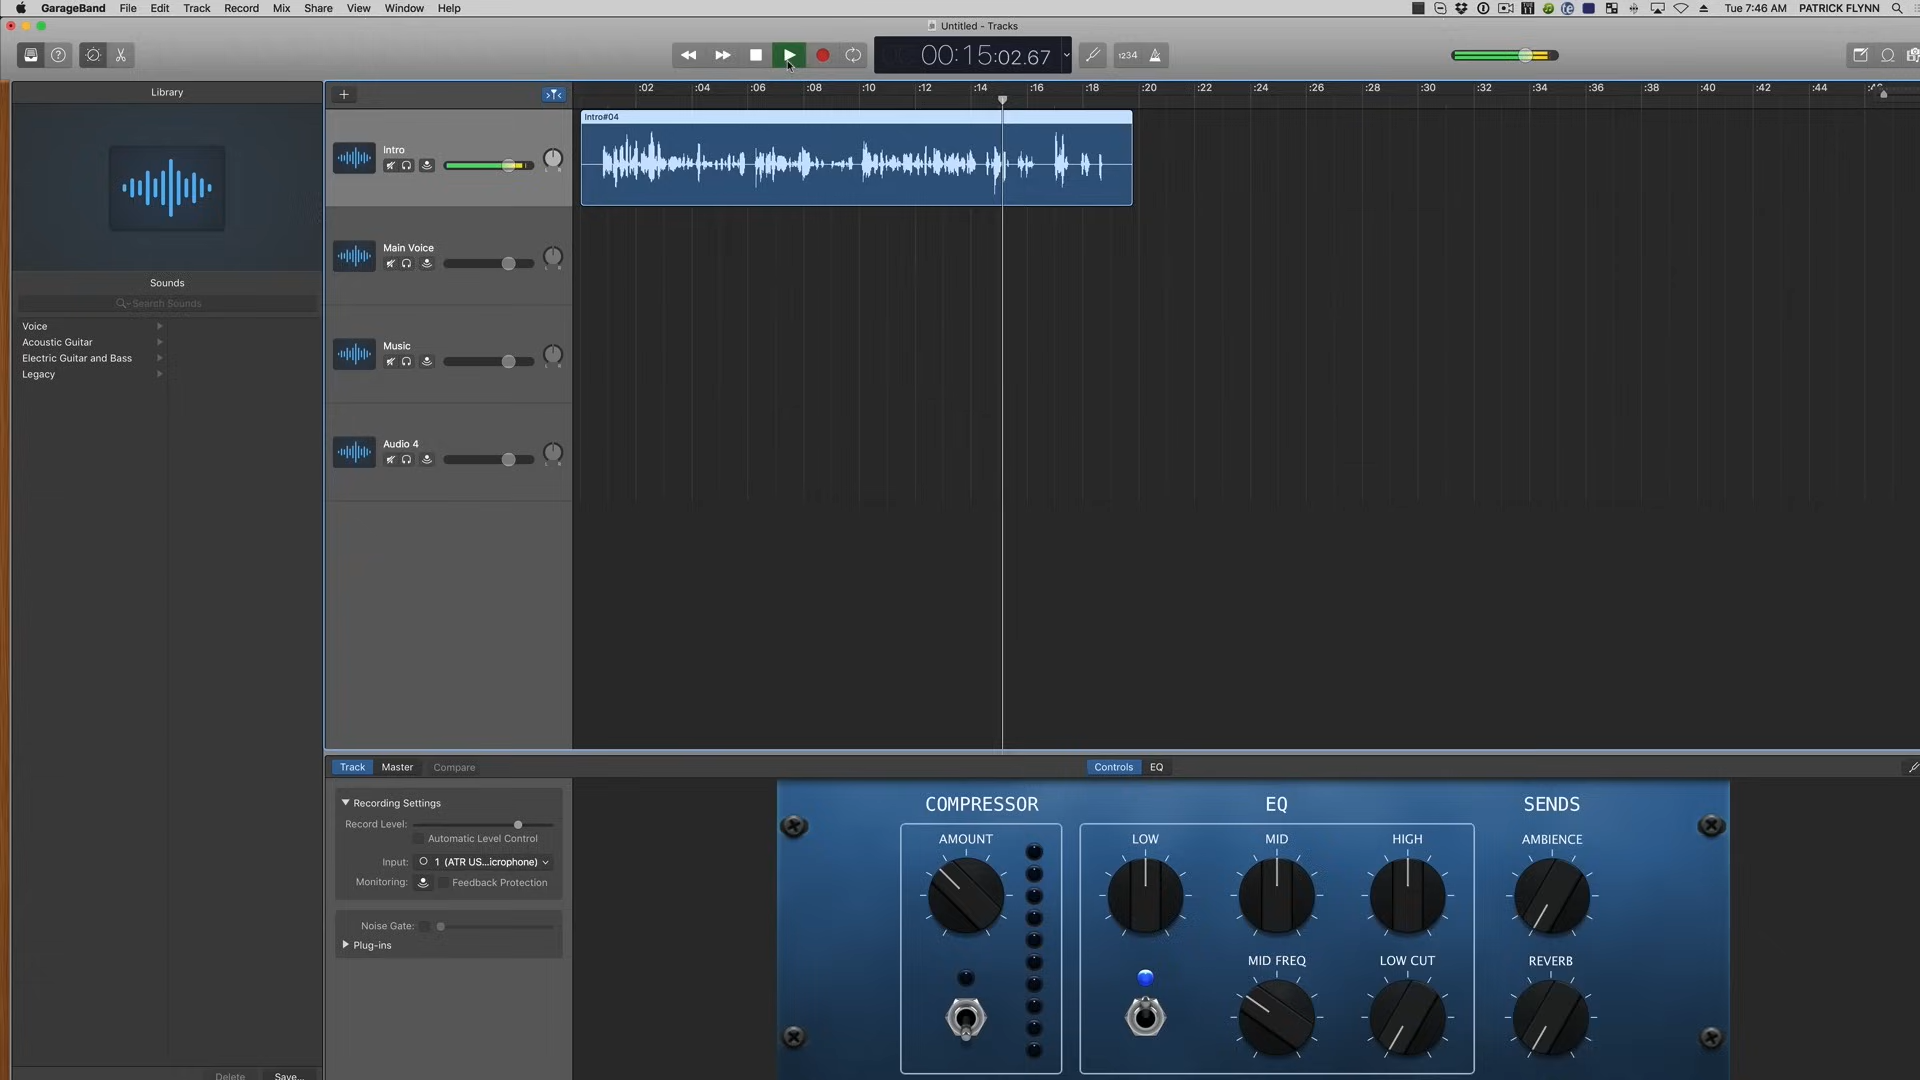 GarageBand File Edit Track Record Mix Share View Window Help Tue 7:46 AM PATRICK FLYNN
Untitled - Tracks
00:15:02.67 1234
Library
:02 :04 :06 :08 :10 :12 :14 :16 :18 :20 :22 :24 :26 :28 :30 :32 :34 :36 :38 :40 :42 :44
Intro#04
Intro
L R
Main Voice
L R
Sounds
Search Sounds
Voice
Acoustic Guitar
Music
L R
Electric Guitar and Bass
Legacy
Audio 4
L R
Track Master Compare Controls EQ
Recording Settings
Record Level:
Automatic Level Control
Input: 1 (ATR US...icrophone)
Monitoring: Feedback Protection
Noise Gate:
Plug-ins
COMPRESSOR EQ SENDS
AMOUNT LOW MID HIGH AMBIENCE
MID FREQ LOW CUT REVERB
Delete Save...